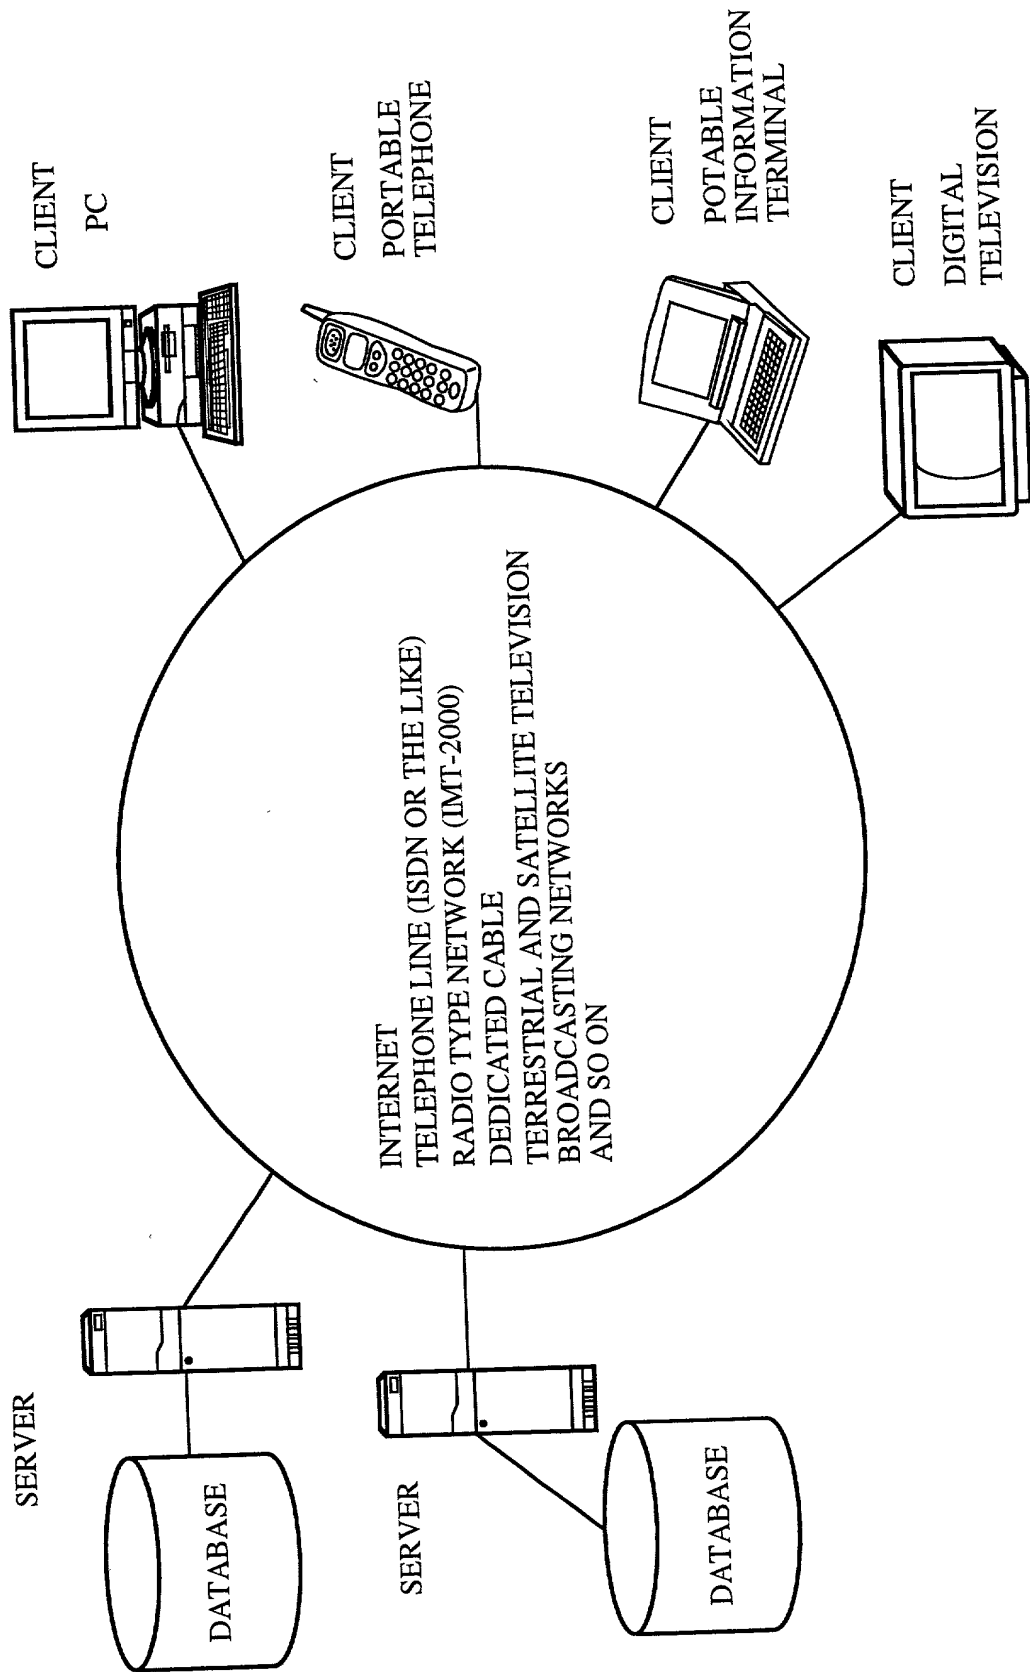 SERVER
DATABASE
SERVER
DATABASE
INTERNET
TELEPHONE LINE (ISDN OR THE LIKE)
RADIO TYPE NETWORK (IMT-2000)
DEDICATED CABLE
TERRESTRIAL AND SATELLITE TELEVISION
BROADCASTING NETWORKS
AND SO ON
CLIENT
PC
CLIENT
PORTABLE
TELEPHONE
CLIENT
POTABLE
INFORMATION
TERMINAL
CLIENT
DIGITAL
TELEVISION